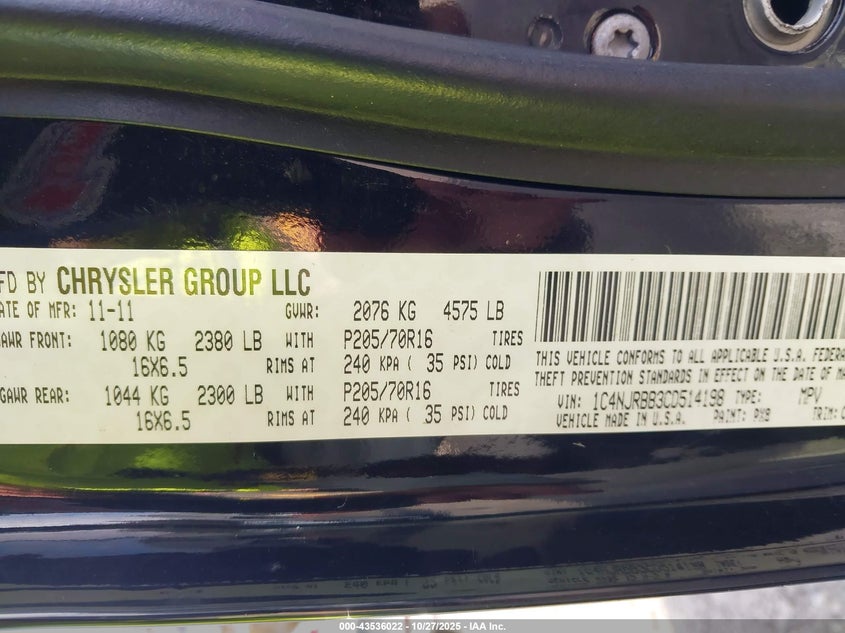 FD BY CHRYSLER GROUP LLC
ATE OF MFR: 11-11 GVWR: 2076 KG 4575 LB
GAWR FRONT: 1080 KG 2380 LB WITH P205/70R16 TIRES
16X6.5 RIMS AT 240 KPA ( 35 PSI) COLD
GAWR REAR: 1044 KG 2300 LB WITH P205/70R16 TIRES
16X6.5 RIMS AT 240 KPA ( 35 PSI) COLD
THIS VEHICLE CONFORMS TO ALL APPLICABLE U.S.A. FEDERA
THEFT PREVENTION STANDARDS IN EFFECT ON THE DATE OF MA
VIN: 1C4NJRBB3CD514198 TYPE: MPV
VEHICLE MADE IN U.S.A. PAINT: PXB TRIM:
000-43536022 - 10/27/2025 - IAA Inc.